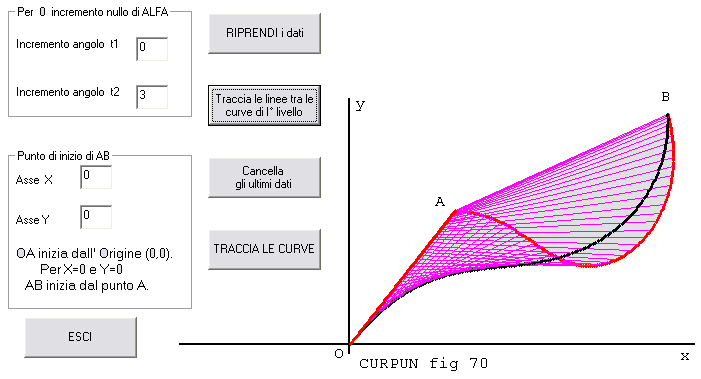 Per 0 incremento nullo di ALFA
Incremento angolo t1
0
Incremento angolo t2
3
Punto di inizio di AB
Asse X
0
Asse Y
0
OA inizia dall' Origine (0,0).
Per X=0 e Y=0
AB inizia dal punto A.
ESCI
RIPRENDI i dati
Traccia le linee tra le
curve di I° livello
Cancella
gli ultimi dati
TRACCIA LE CURVE
y
B
A
O
x
CURPUN fig 70